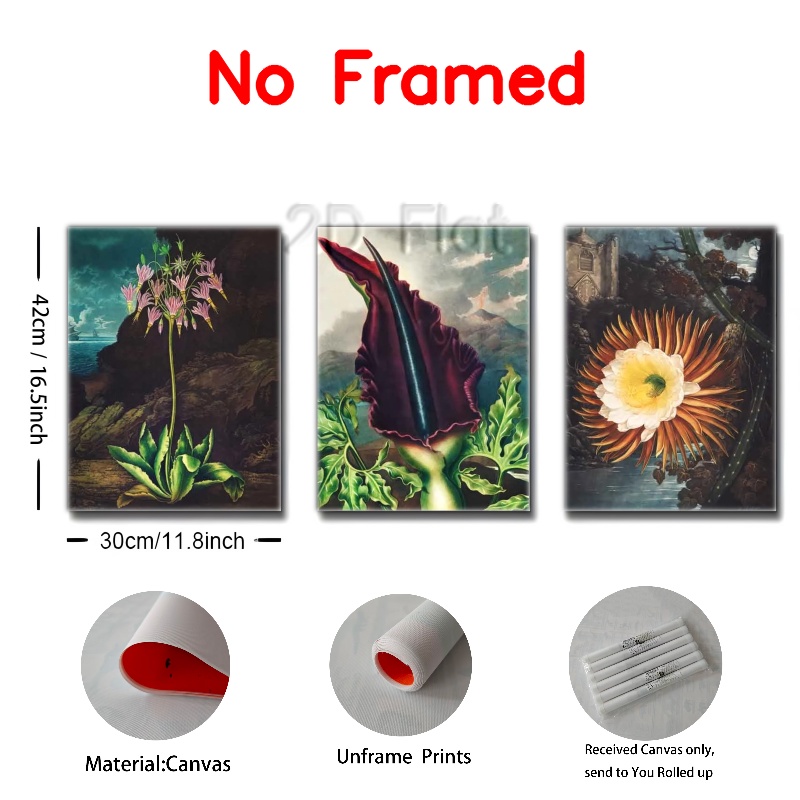 No Framed
2D Flat
42cm / 16.5inch
30cm/11.8inch
Material:Canvas
Unframe Prints
Received Canvas only,
send to You Rolled up